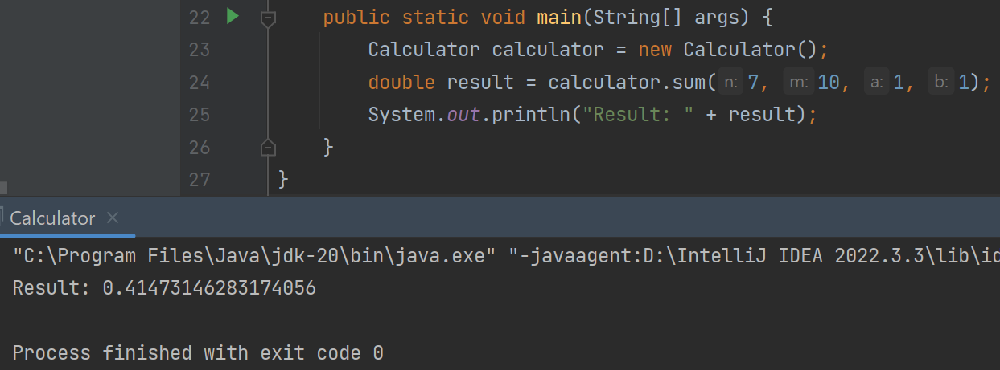 22 public static void main(String[] args) {
23 Calculator calculator = new Calculator();
24 double result = calculator.sum( n: 7, m: 10, a: 1, b: 1);
25 System.out.println("Result: " + result);
26 }
27 }
Calculator ×
"C:\Program Files\Java\jdk-20\bin\java.exe" "-javaagent:D:\IntelliJ IDEA 2022.3.3\lib\id
Result: 0.41473146283174056
Process finished with exit code 0